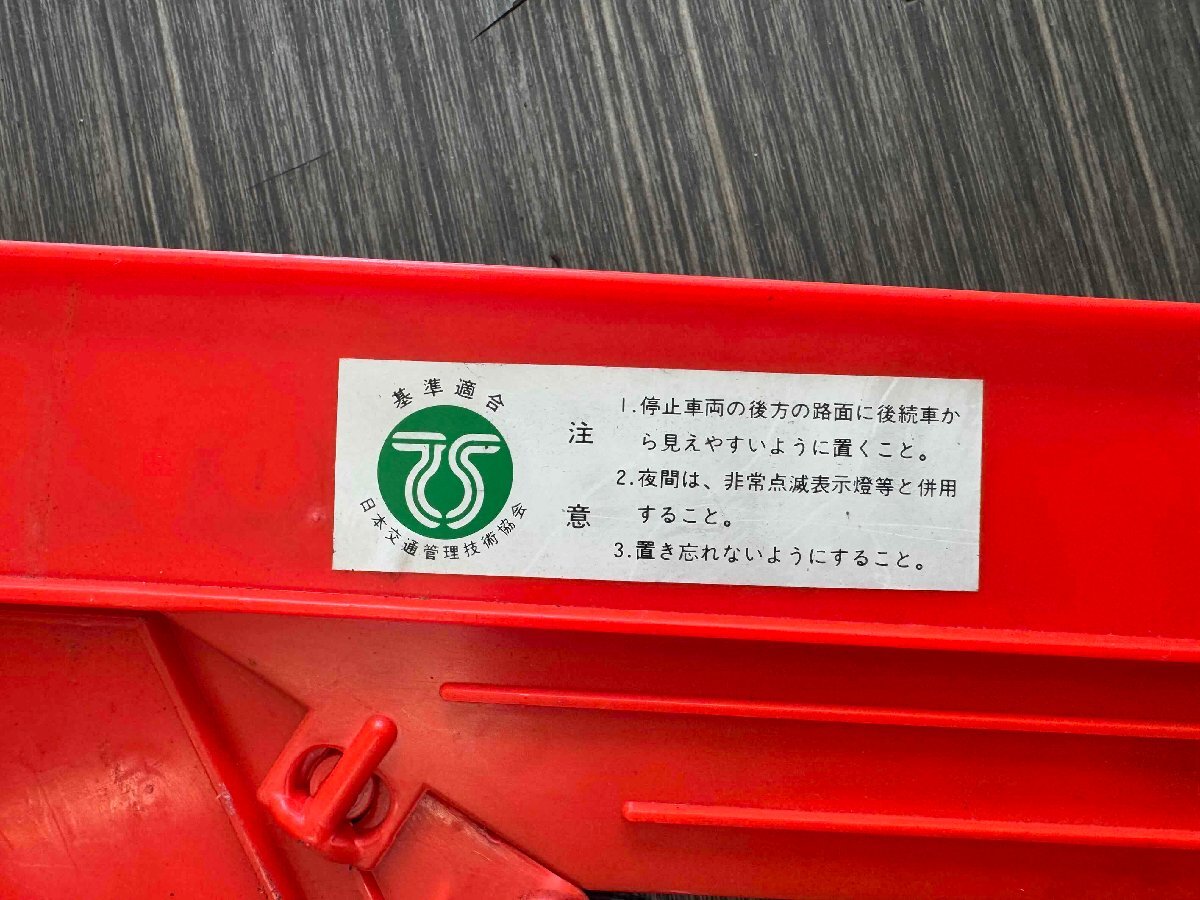 基準適合
日本交通管理技術協会
注意
1.停止車両の後方の路面に後続車か
ら見えやすいように置くこと。
2.夜間は、非常点滅表示燈等と併用
すること。
3.置き忘れないようにすること。